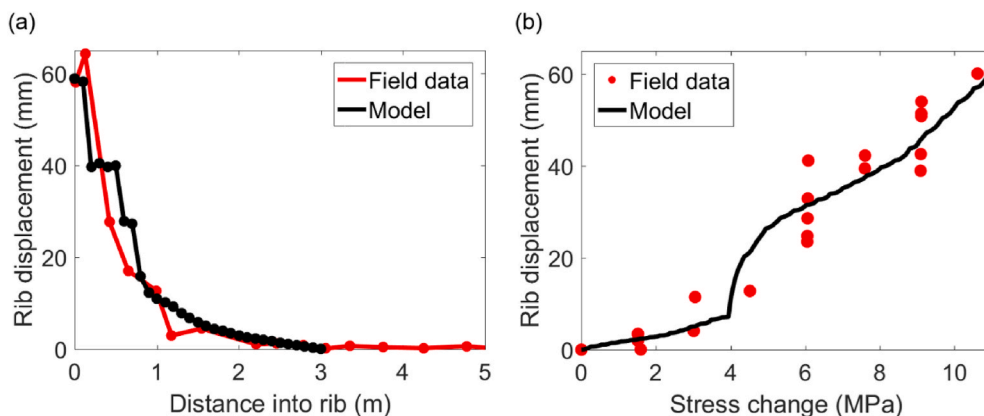 (a)
Rib displacement (mm)
60
40
20
0
Field data
Model
0 1 2 3 4 5
Distance into rib (m)
(b)
Rib displacement (mm)
60
40
20
0
Field data
Model
0 2 4 6 8 10
Stress change (MPa)